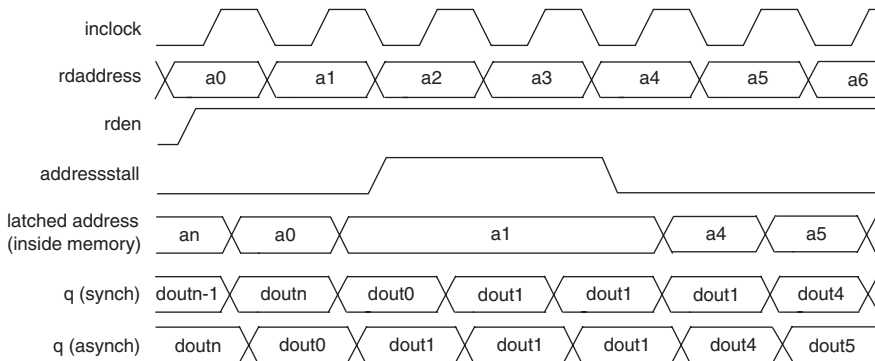 inclock
rdaddress a0 a1 a2 a3 a4 a5 a6
rden
addressstall
latched address
(inside memory) an a0 a1 a4 a5
q (synch) doutn-1 doutn dout0 dout1 dout1 dout1 dout4
q (asynch) doutn dout0 dout1 dout1 dout1 dout4 dout5